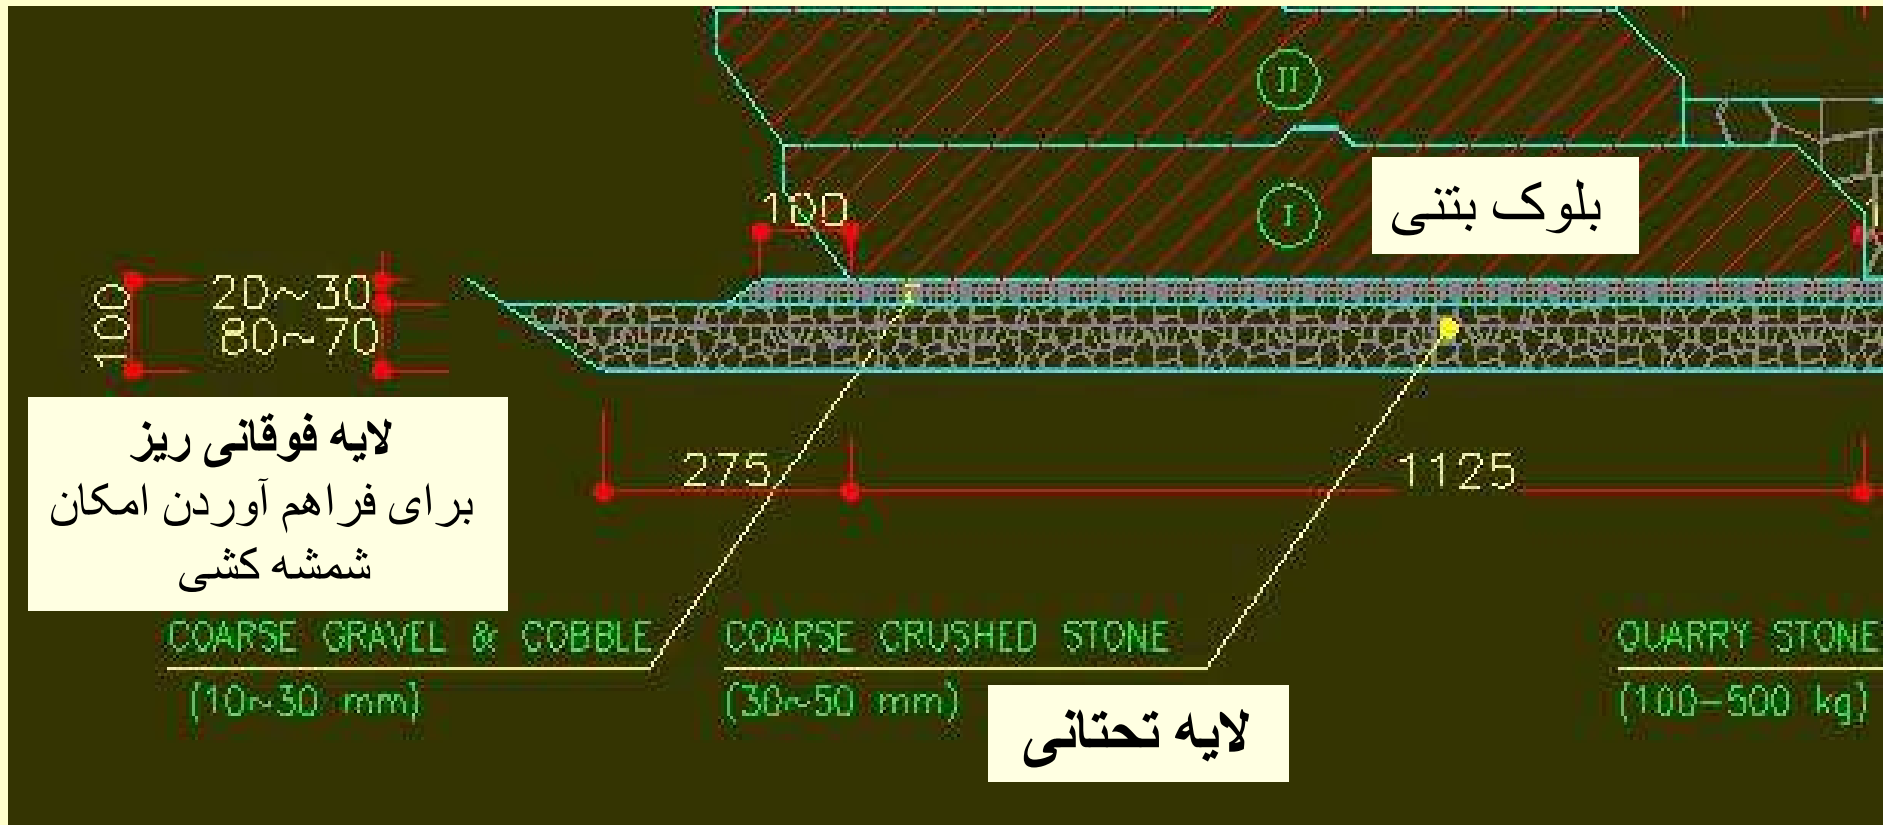 II
بلوک بتنی
I
100
100
20~30
80~70
لایه فوقانی ریز
برای فراهم آوردن امکان
شمشه کشی
275
1125
COARSE GRAVEL & COBBLE
(10~30 mm)
COARSE CRUSHED STONE
(30~50 mm)
QUARRY STONE
(100-500 kg)
لایه تحتانی